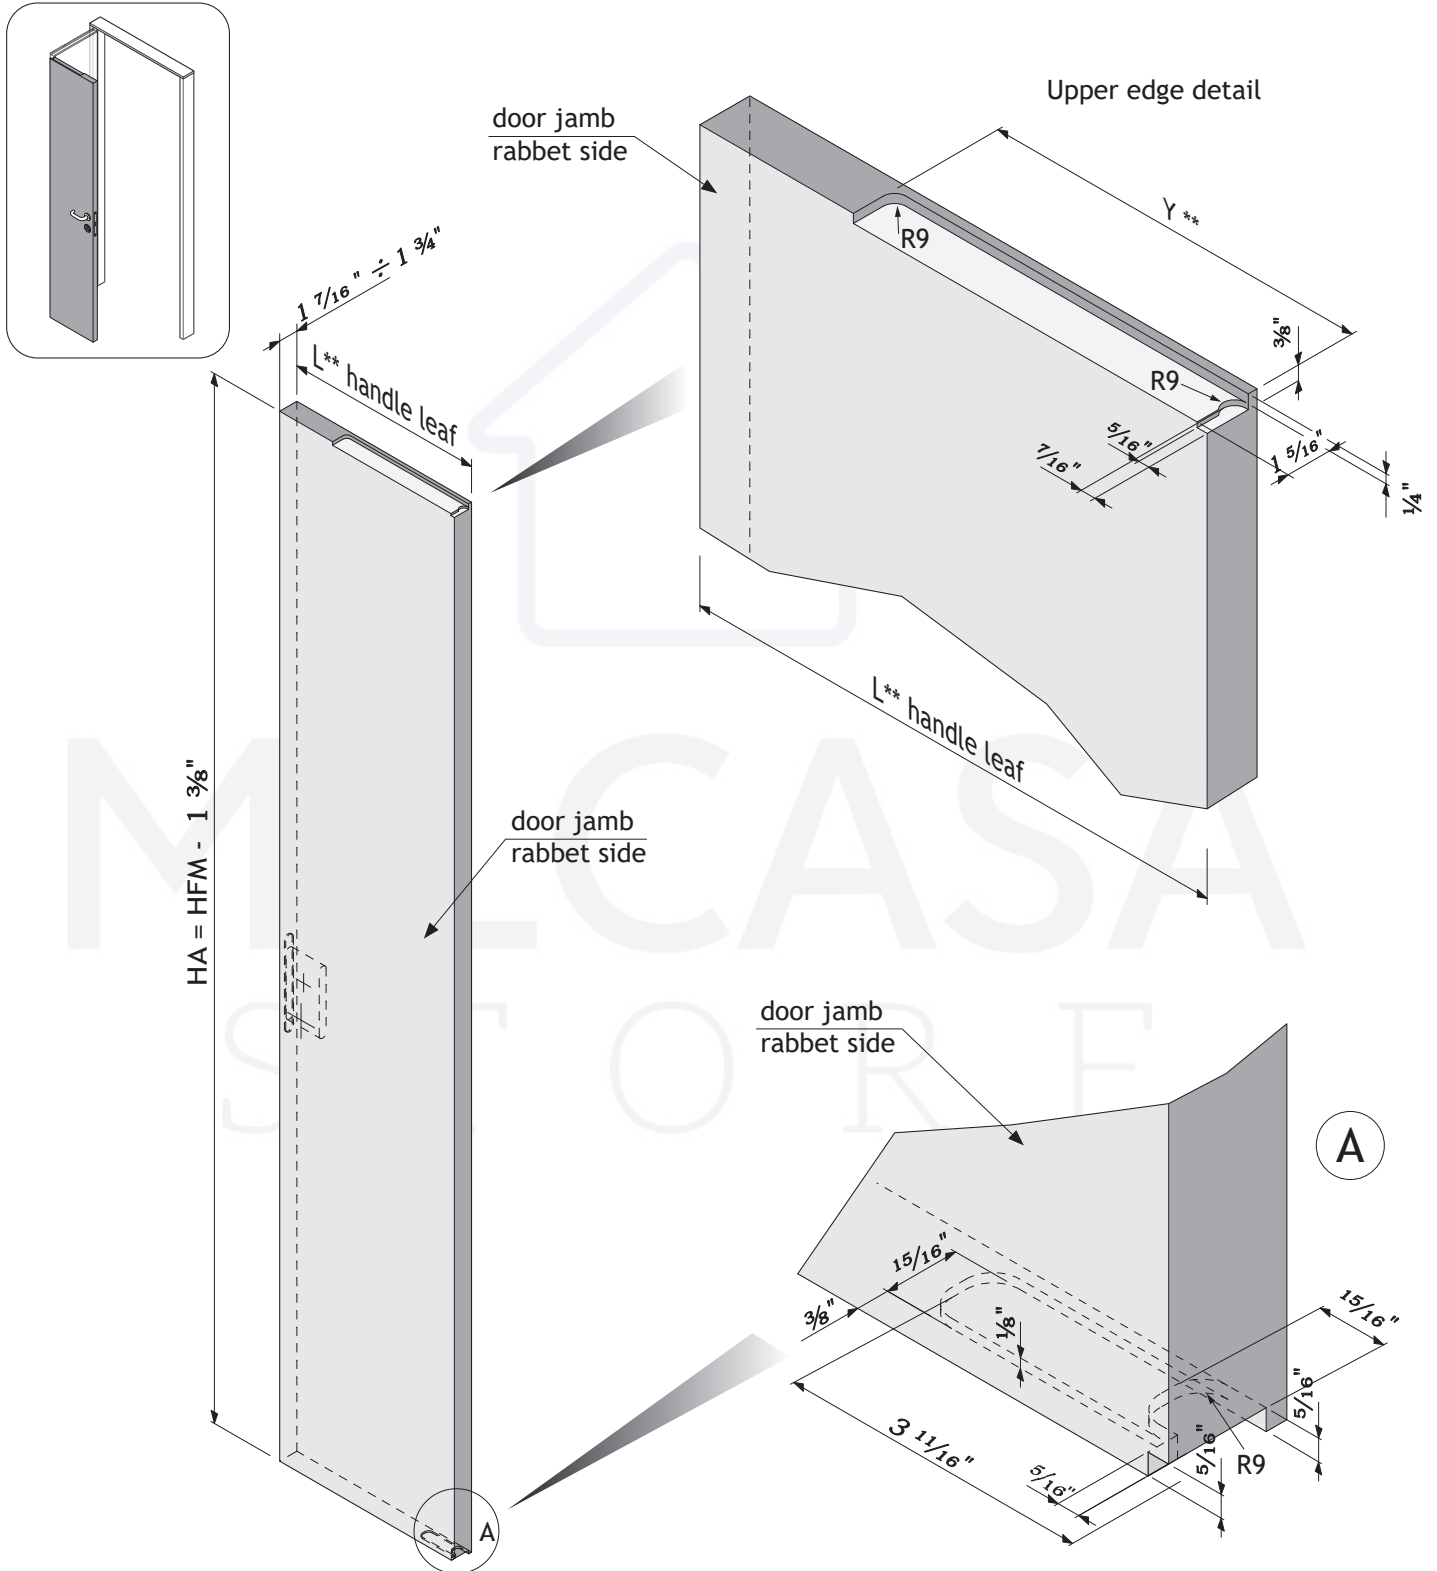 Upper edge detail
door jamb
rabbet side
Y **
R9
R9
3/8"
5/16"
7/16"
1 5/16"
1/4"
1 7/16" ÷ 1 3/4"
L** handle leaf
L** handle leaf
HA = HFM - 1 3/8"
door jamb
rabbet side
door jamb
rabbet side
A
15/16"
3/8"
1/8"
15/16"
5/16"
5/16"
R9
3 11/16"
5/16"
A
MILCASA
STORE